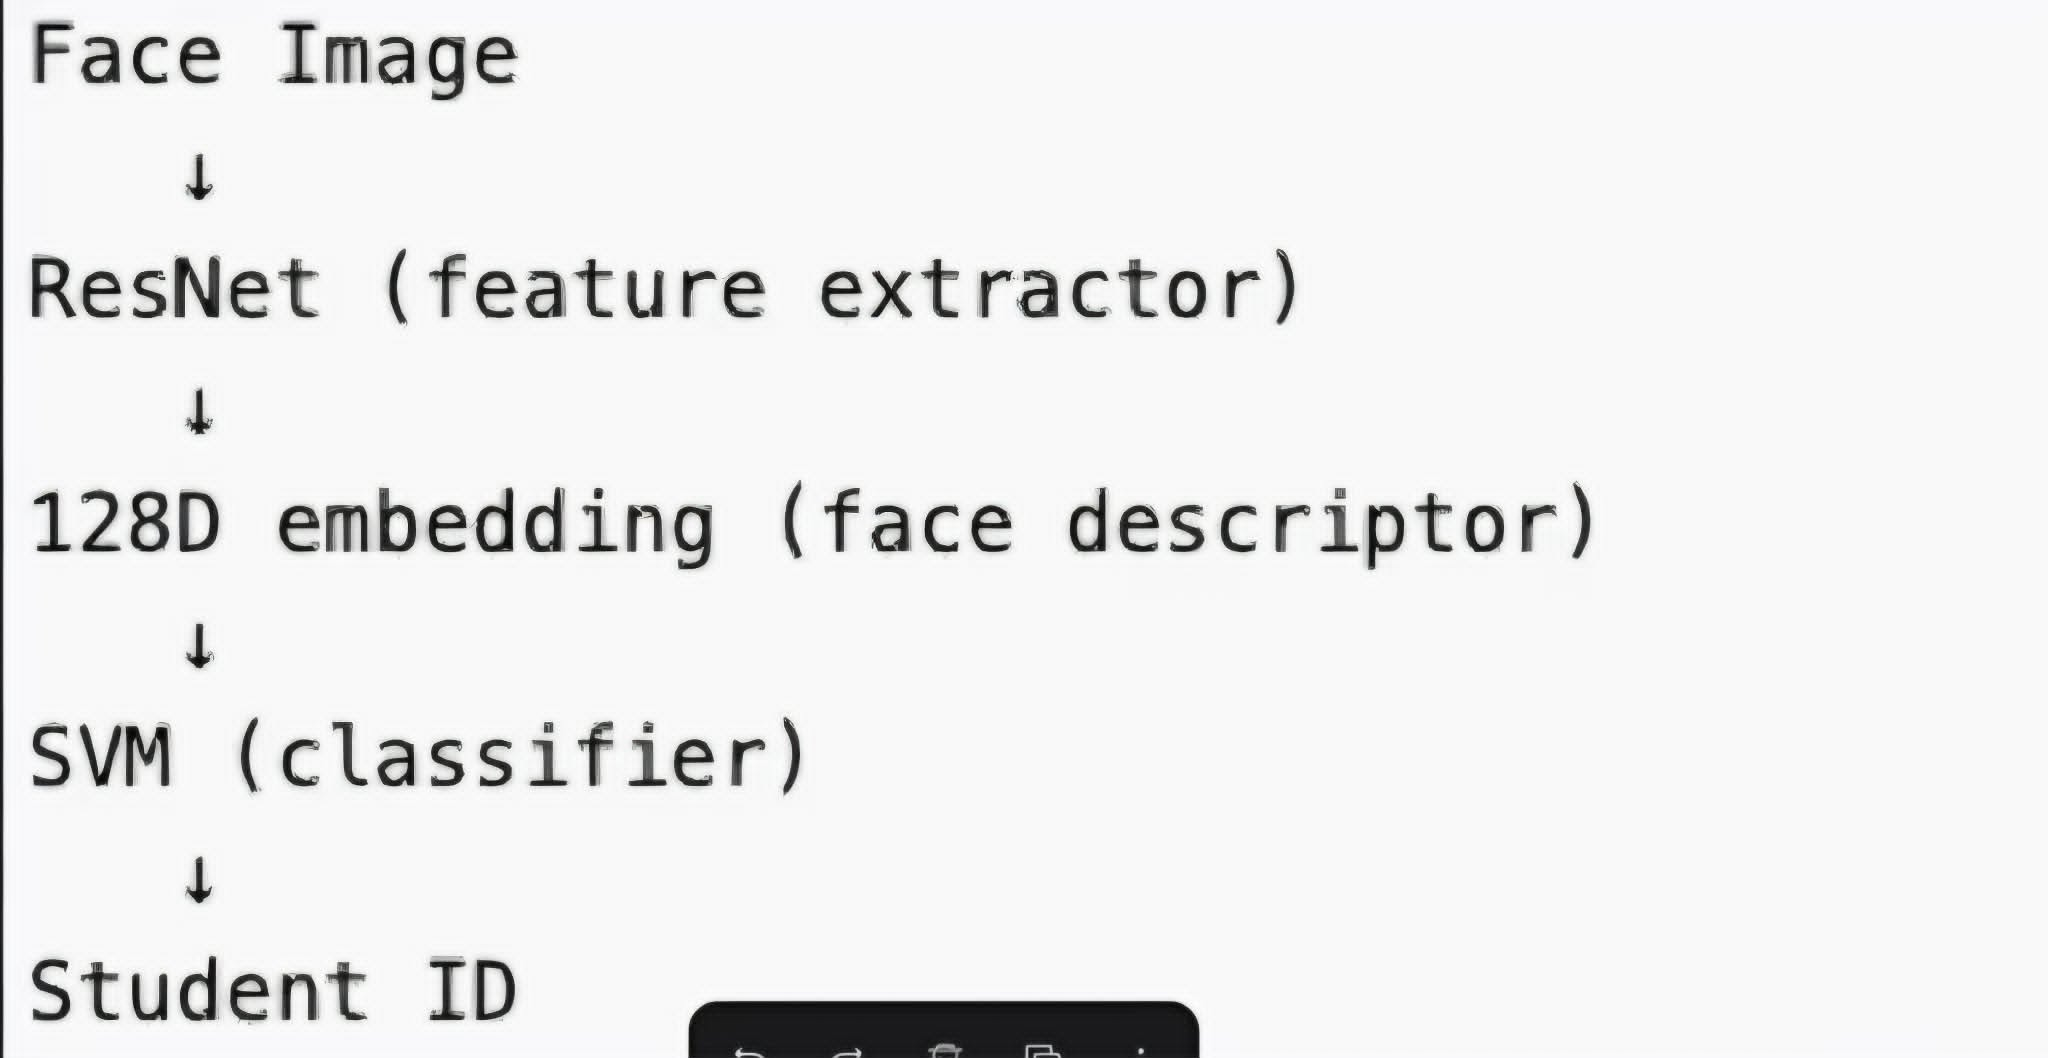 Face Image
↓
ResNet (feature extractor)
↓
128D embedding (face descriptor)
↓
SVM (classifier)
↓
Student ID